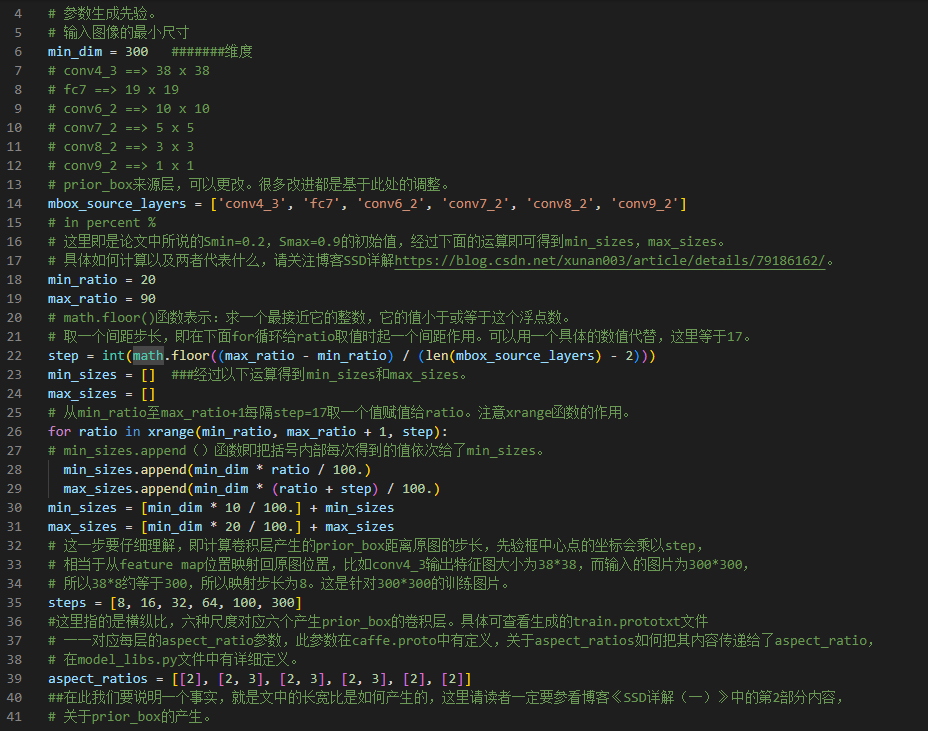 4 # 参数生成先验。
5 # 输入图像的最小尺寸
6 min_dim = 300   #######维度
7 # conv4_3 ==> 38 x 38
8 # fc7 ==> 19 x 19
9 # conv6_2 ==> 10 x 10
10 # conv7_2 ==> 5 x 5
11 # conv8_2 ==> 3 x 3
12 # conv9_2 ==> 1 x 1
13 # prior_box来源层，可以更改。很多改进都是基于此处的调整。
14 mbox_source_layers = ['conv4_3', 'fc7', 'conv6_2', 'conv7_2', 'conv8_2', 'conv9_2']
15 # in percent %
16 # 这里即是论文中所说的Smin=0.2，Smax=0.9的初始值，经过下面的运算即可得到min_sizes，max_sizes。
17 # 具体如何计算以及两者代表什么，请关注博客SSD详解https://blog.csdn.net/xunan003/article/details/79186162/。
18 min_ratio = 20
19 max_ratio = 90
20 # math.floor()函数表示：求一个最接近它的整数，它的值小于或等于这个浮点数。
21 # 取一个间距步长，即在下面for循环给ratio取值时起一个间距作用。可以用一个具体的数值代替，这里等于17。
22 step = int(math.floor((max_ratio - min_ratio) / (len(mbox_source_layers) - 2)))
23 min_sizes = []  ###经过以下运算得到min_sizes和max_sizes。
24 max_sizes = []
25 # 从min_ratio至max_ratio+1每隔step=17取一个值赋值给ratio。注意xrange函数的作用。
26 for ratio in xrange(min_ratio, max_ratio + 1, step):
27 # min_sizes.append（）函数即把括号内部每次得到的值依次给了min_sizes。
28   min_sizes.append(min_dim * ratio / 100.)
29   max_sizes.append(min_dim * (ratio + step) / 100.)
30 min_sizes = [min_dim * 10 / 100.] + min_sizes
31 max_sizes = [min_dim * 20 / 100.] + max_sizes
32 # 这一步要仔细理解，即计算卷积层产生的prior_box距离原图的步长，先验框中心点的坐标会乘以step，
33 # 相当于从feature map位置映射回原图位置，比如conv4_3输出特征图大小为38*38，而输入的图片为300*300，
34 # 所以38*8约等于300，所以映射步长为8。这是针对300*300的训练图片。
35 steps = [8, 16, 32, 64, 100, 300]
36 #这里指的是横纵比，六种尺度对应六个产生prior_box的卷积层。具体可查看生成的train.prototxt文件
37 # 一一对应每层的aspect_ratio参数，此参数在caffe.proto中有定义，关于aspect_ratios如何把其内容传递给了aspect_ratio，
38 # 在model_libs.py文件中有详细定义。
39 aspect_ratios = [[2], [2, 3], [2, 3], [2, 3], [2], [2]]
40 ##在此我们要说明一个事实，就是文中的长宽比是如何产生的，这里请读者一定要参看博客《SSD详解（一）》中的第2部分内容，
41 # 关于prior_box的产生。